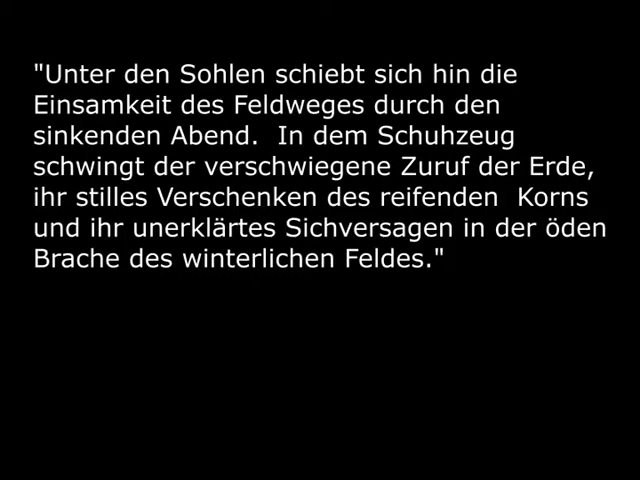 "Unter den Sohlen schiebt sich hin die
Einsamkeit des Feldweges durch den
sinkenden Abend.  In dem Schuhzeug
schwingt der verschwiegene Zuruf der Erde,
ihr stilles Verschenken des reifenden  Korns
und ihr unerklärtes Sichversagen in der öden
Brache des winterlichen Feldes."